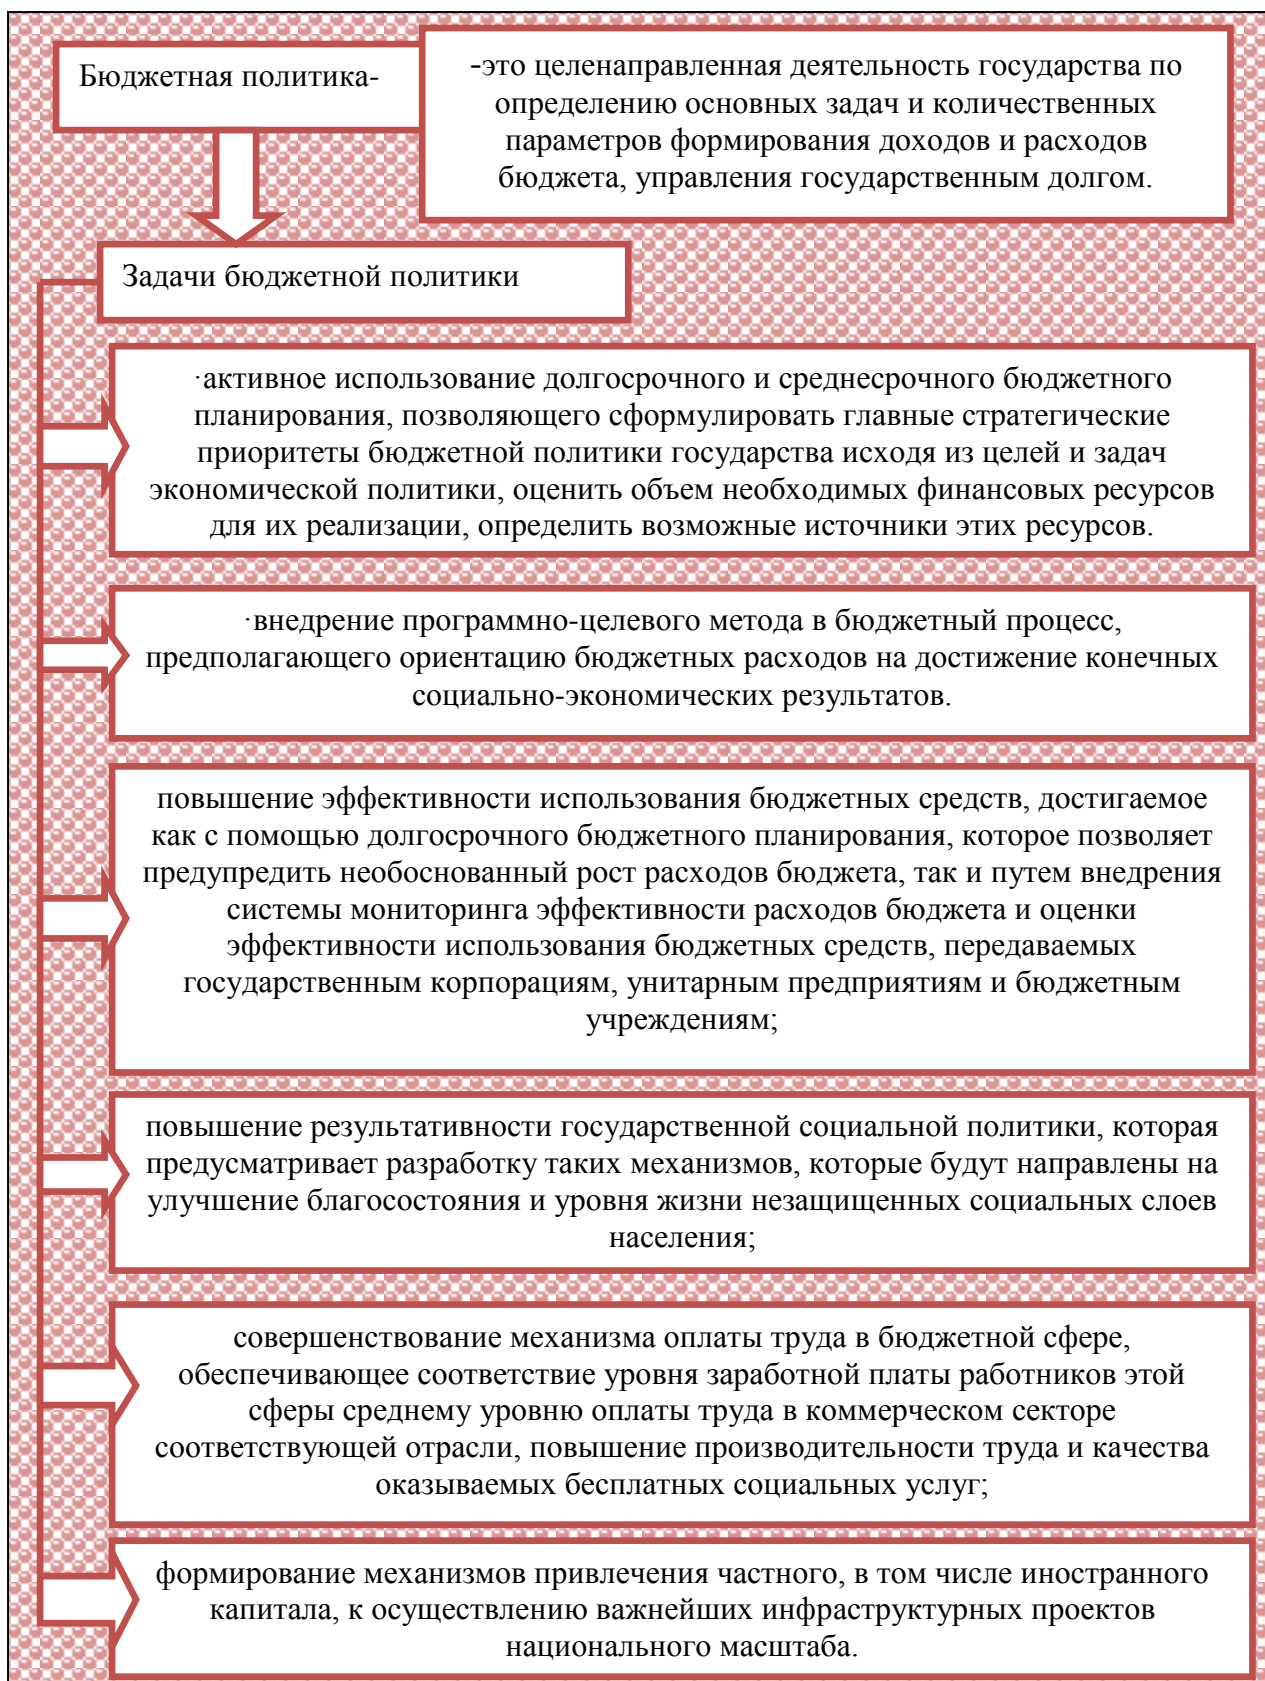 Бюджетная политика-
-это целенаправленная деятельность государства по
определению основных задач и количественных
параметров формирования доходов и расходов
бюджета, управления государственным долгом.
Задачи бюджетной политики
·активное использование долгосрочного и среднесрочного бюджетного
планирования, позволяющего сформулировать главные стратегические
приоритеты бюджетной политики государства исходя из целей и задач
экономической политики, оценить объем необходимых финансовых ресурсов
для их реализации, определить возможные источники этих ресурсов.
·внедрение программно-целевого метода в бюджетный процесс,
предполагающего ориентацию бюджетных расходов на достижение конечных
социально-экономических результатов.
повышение эффективности использования бюджетных средств, достигаемое
как с помощью долгосрочного бюджетного планирования, которое позволяет
предупредить необоснованный рост расходов бюджета, так и путем внедрения
системы мониторинга эффективности расходов бюджета и оценки
эффективности использования бюджетных средств, передаваемых
государственным корпорациям, унитарным предприятиям и бюджетным
учреждениям;
повышение результативности государственной социальной политики, которая
предусматривает разработку таких механизмов, которые будут направлены на
улучшение благосостояния и уровня жизни незащищенных социальных слоев
населения;
совершенствование механизма оплаты труда в бюджетной сфере,
обеспечивающее соответствие уровня заработной платы работников этой
сферы среднему уровню оплаты труда в коммерческом секторе
соответствующей отрасли, повышение производительности труда и качества
оказываемых бесплатных социальных услуг;
формирование механизмов привлечения частного, в том числе иностранного
капитала, к осуществлению важнейших инфраструктурных проектов
национального масштаба.